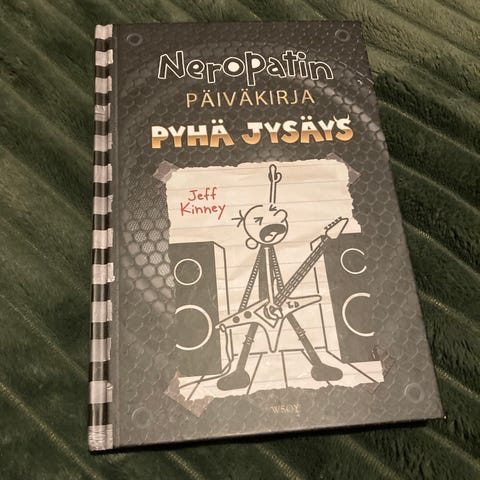 Neropatin
PÄIVÄKIRJA
PYHÄ JYSÄYS
Jeff
Kinney
WSOY